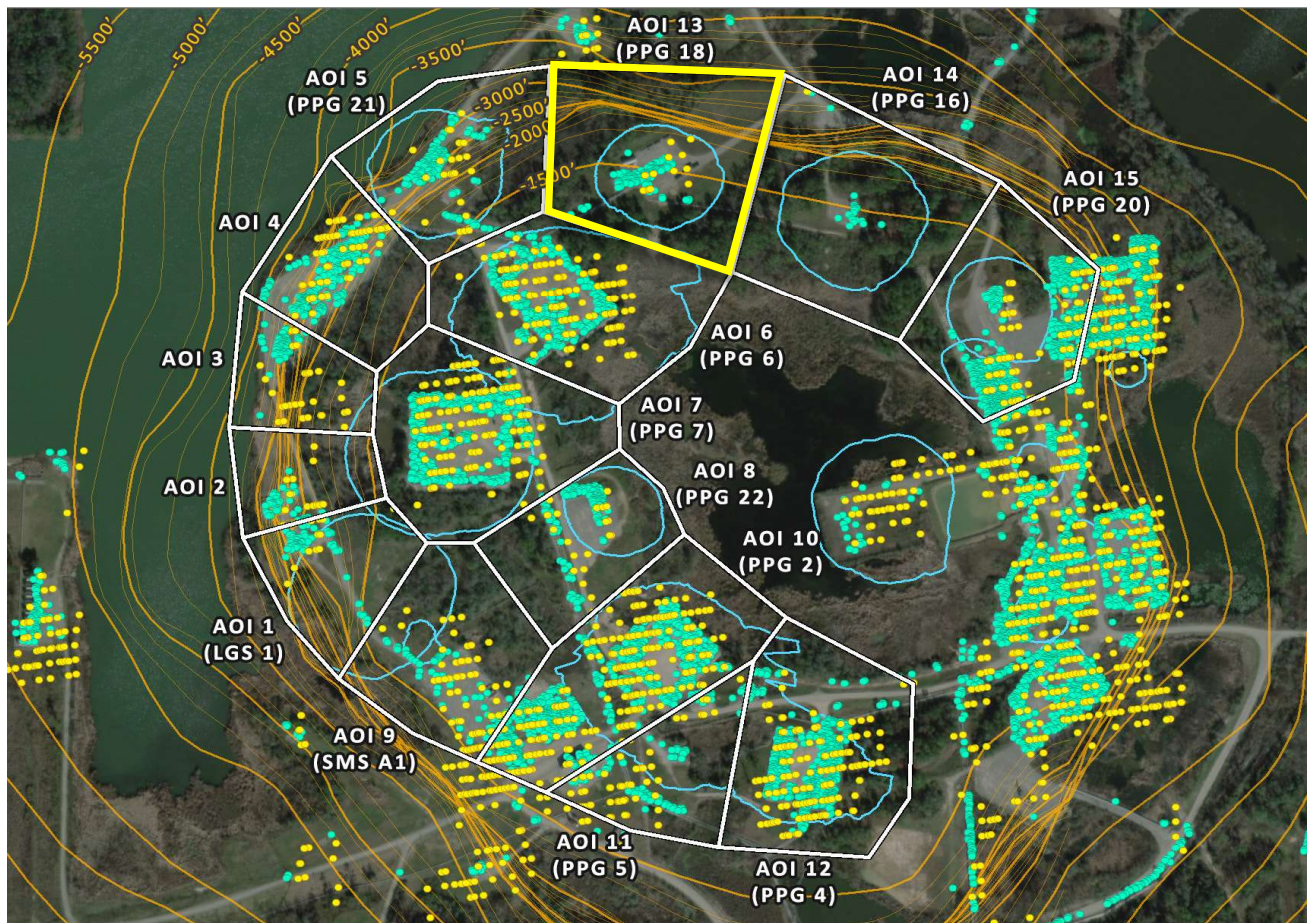 -5500'
-5000'
-4500'
-4000'
-3500'
-3000'
-2500'
-2000'
-1500'
AOI 13
(PPG 18)
AOI 5
(PPG 21)
AOI 14
(PPG 16)
AOI 15
(PPG 20)
AOI 4
AOI 3
AOI 6
(PPG 6)
AOI 7
(PPG 7)
AOI 8
(PPG 22)
AOI 2
AOI 10
(PPG 2)
AOI 1
(LGS 1)
AOI 9
(SMS A1)
AOI 11
(PPG 5)
AOI 12
(PPG 4)